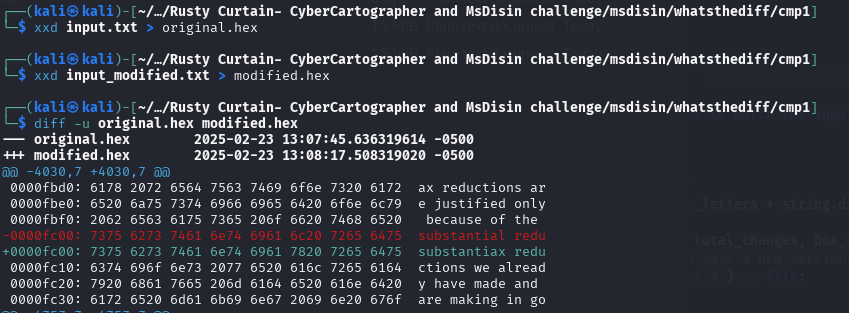 ┌──(kali㉿kali)-[~/…/Rusty Curtain- CyberCartographer and MsDisin challenge/msdisin/whatsthediff/cmp1]
└─$ xxd input.txt > original.hex
┌──(kali㉿kali)-[~/…/Rusty Curtain- CyberCartographer and MsDisin challenge/msdisin/whatsthediff/cmp1]
└─$ xxd input_modified.txt > modified.hex
┌──(kali㉿kali)-[~/…/Rusty Curtain- CyberCartographer and MsDisin challenge/msdisin/whatsthediff/cmp1]
└─$ diff -u original.hex modified.hex
--- original.hex        2025-02-23 13:07:45.636319614 -0500
+++ modified.hex        2025-02-23 13:08:17.508319020 -0500
@@ -4030,7 +4030,7 @@
 0000fbd0: 6178 2072 6564 7563 7469 6f6e 7320 6172  ax reductions ar
 0000fbe0: 6520 6a75 7374 6966 6965 6420 6f6e 6c79  e justified only
 0000fbf0: 2062 6563 6175 7365 206f 6620 7468 6520   because of the
-0000fc00: 7375 6273 7461 6e74 6961 6c20 7265 6475  substantial redu
+0000fc00: 7375 6273 7461 6e74 6961 7820 7265 6475  substantiax redu
 0000fc10: 6374 696f 6e73 2077 6520 616c 7265 6164  ctions we alread
 0000fc20: 7920 6861 7665 206d 6164 6520 616e 6420  y have made and
 0000fc30: 6172 6520 6d61 6b69 6e67 2069 6e20 676f  are making in go